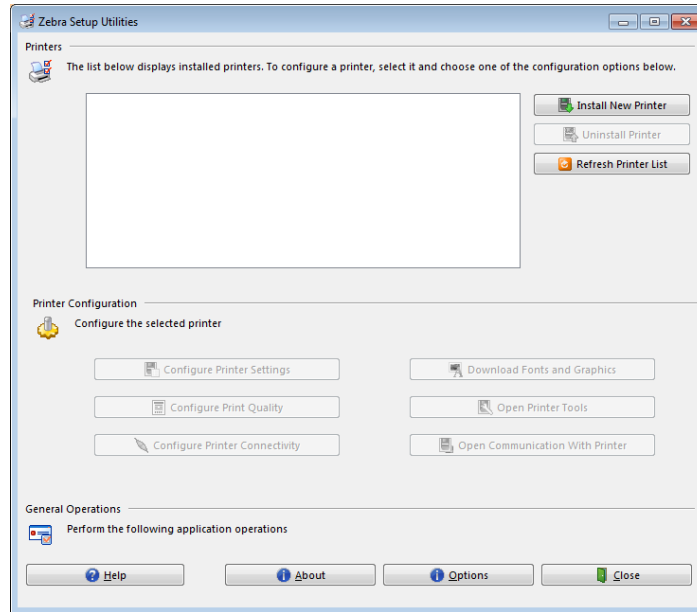 Zebra Setup Utilities
Printers
The list below displays installed printers. To configure a printer, select it and choose one of the configuration options below.
Install New Printer
Uninstall Printer
Refresh Printer List
Printer Configuration
Configure the selected printer
Configure Printer Settings
Download Fonts and Graphics
Configure Print Quality
Open Printer Tools
Configure Printer Connectivity
Open Communication With Printer
General Operations
Perform the following application operations
Help
About
Options
Close